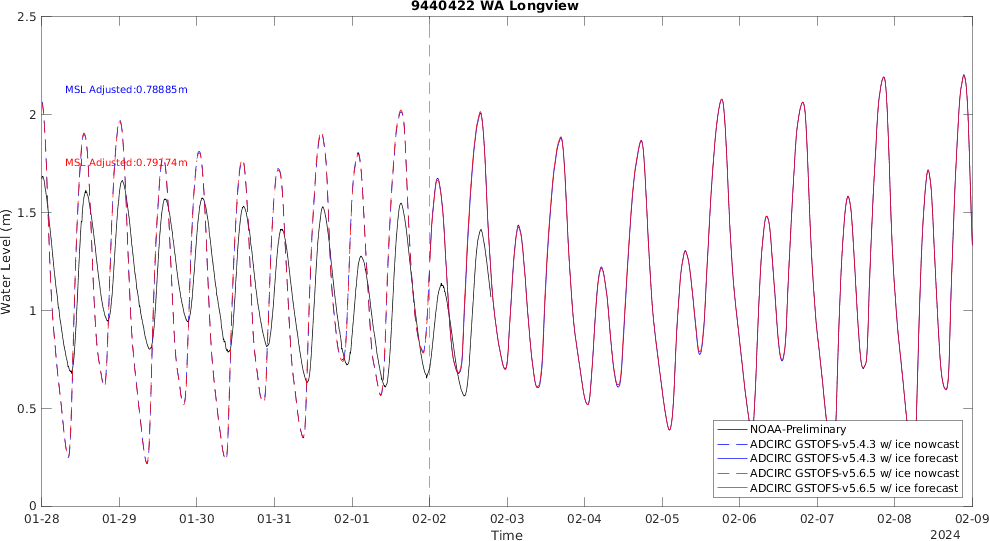 9440422 WA Longview
2.5
MSL Adjusted:0.78885m
2
MSL Adjusted:0.79174m
1.5
Water Level (m)
1
0.5
0
NOAA-Preliminary
ADCIRC GSTOFS-v5.4.3 w/ ice nowcast
ADCIRC GSTOFS-v5.4.3 w/ ice forecast
ADCIRC GSTOFS-v5.6.5 w/ ice nowcast
ADCIRC GSTOFS-v5.6.5 w/ ice forecast
01-28 01-29 01-30 01-31 02-01 02-02 02-03 02-04 02-05 02-06 02-07 02-08 02-09
Time
2024